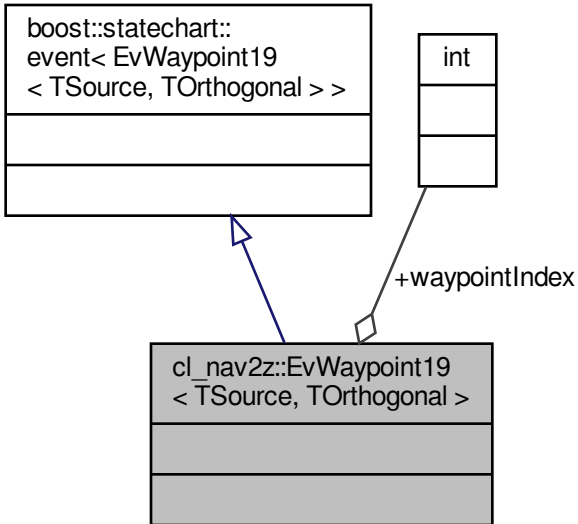 boost::statechart::
event< EvWaypoint19
< TSource, TOrthogonal > >
int
+waypointIndex
cl_nav2z::EvWaypoint19
< TSource, TOrthogonal >